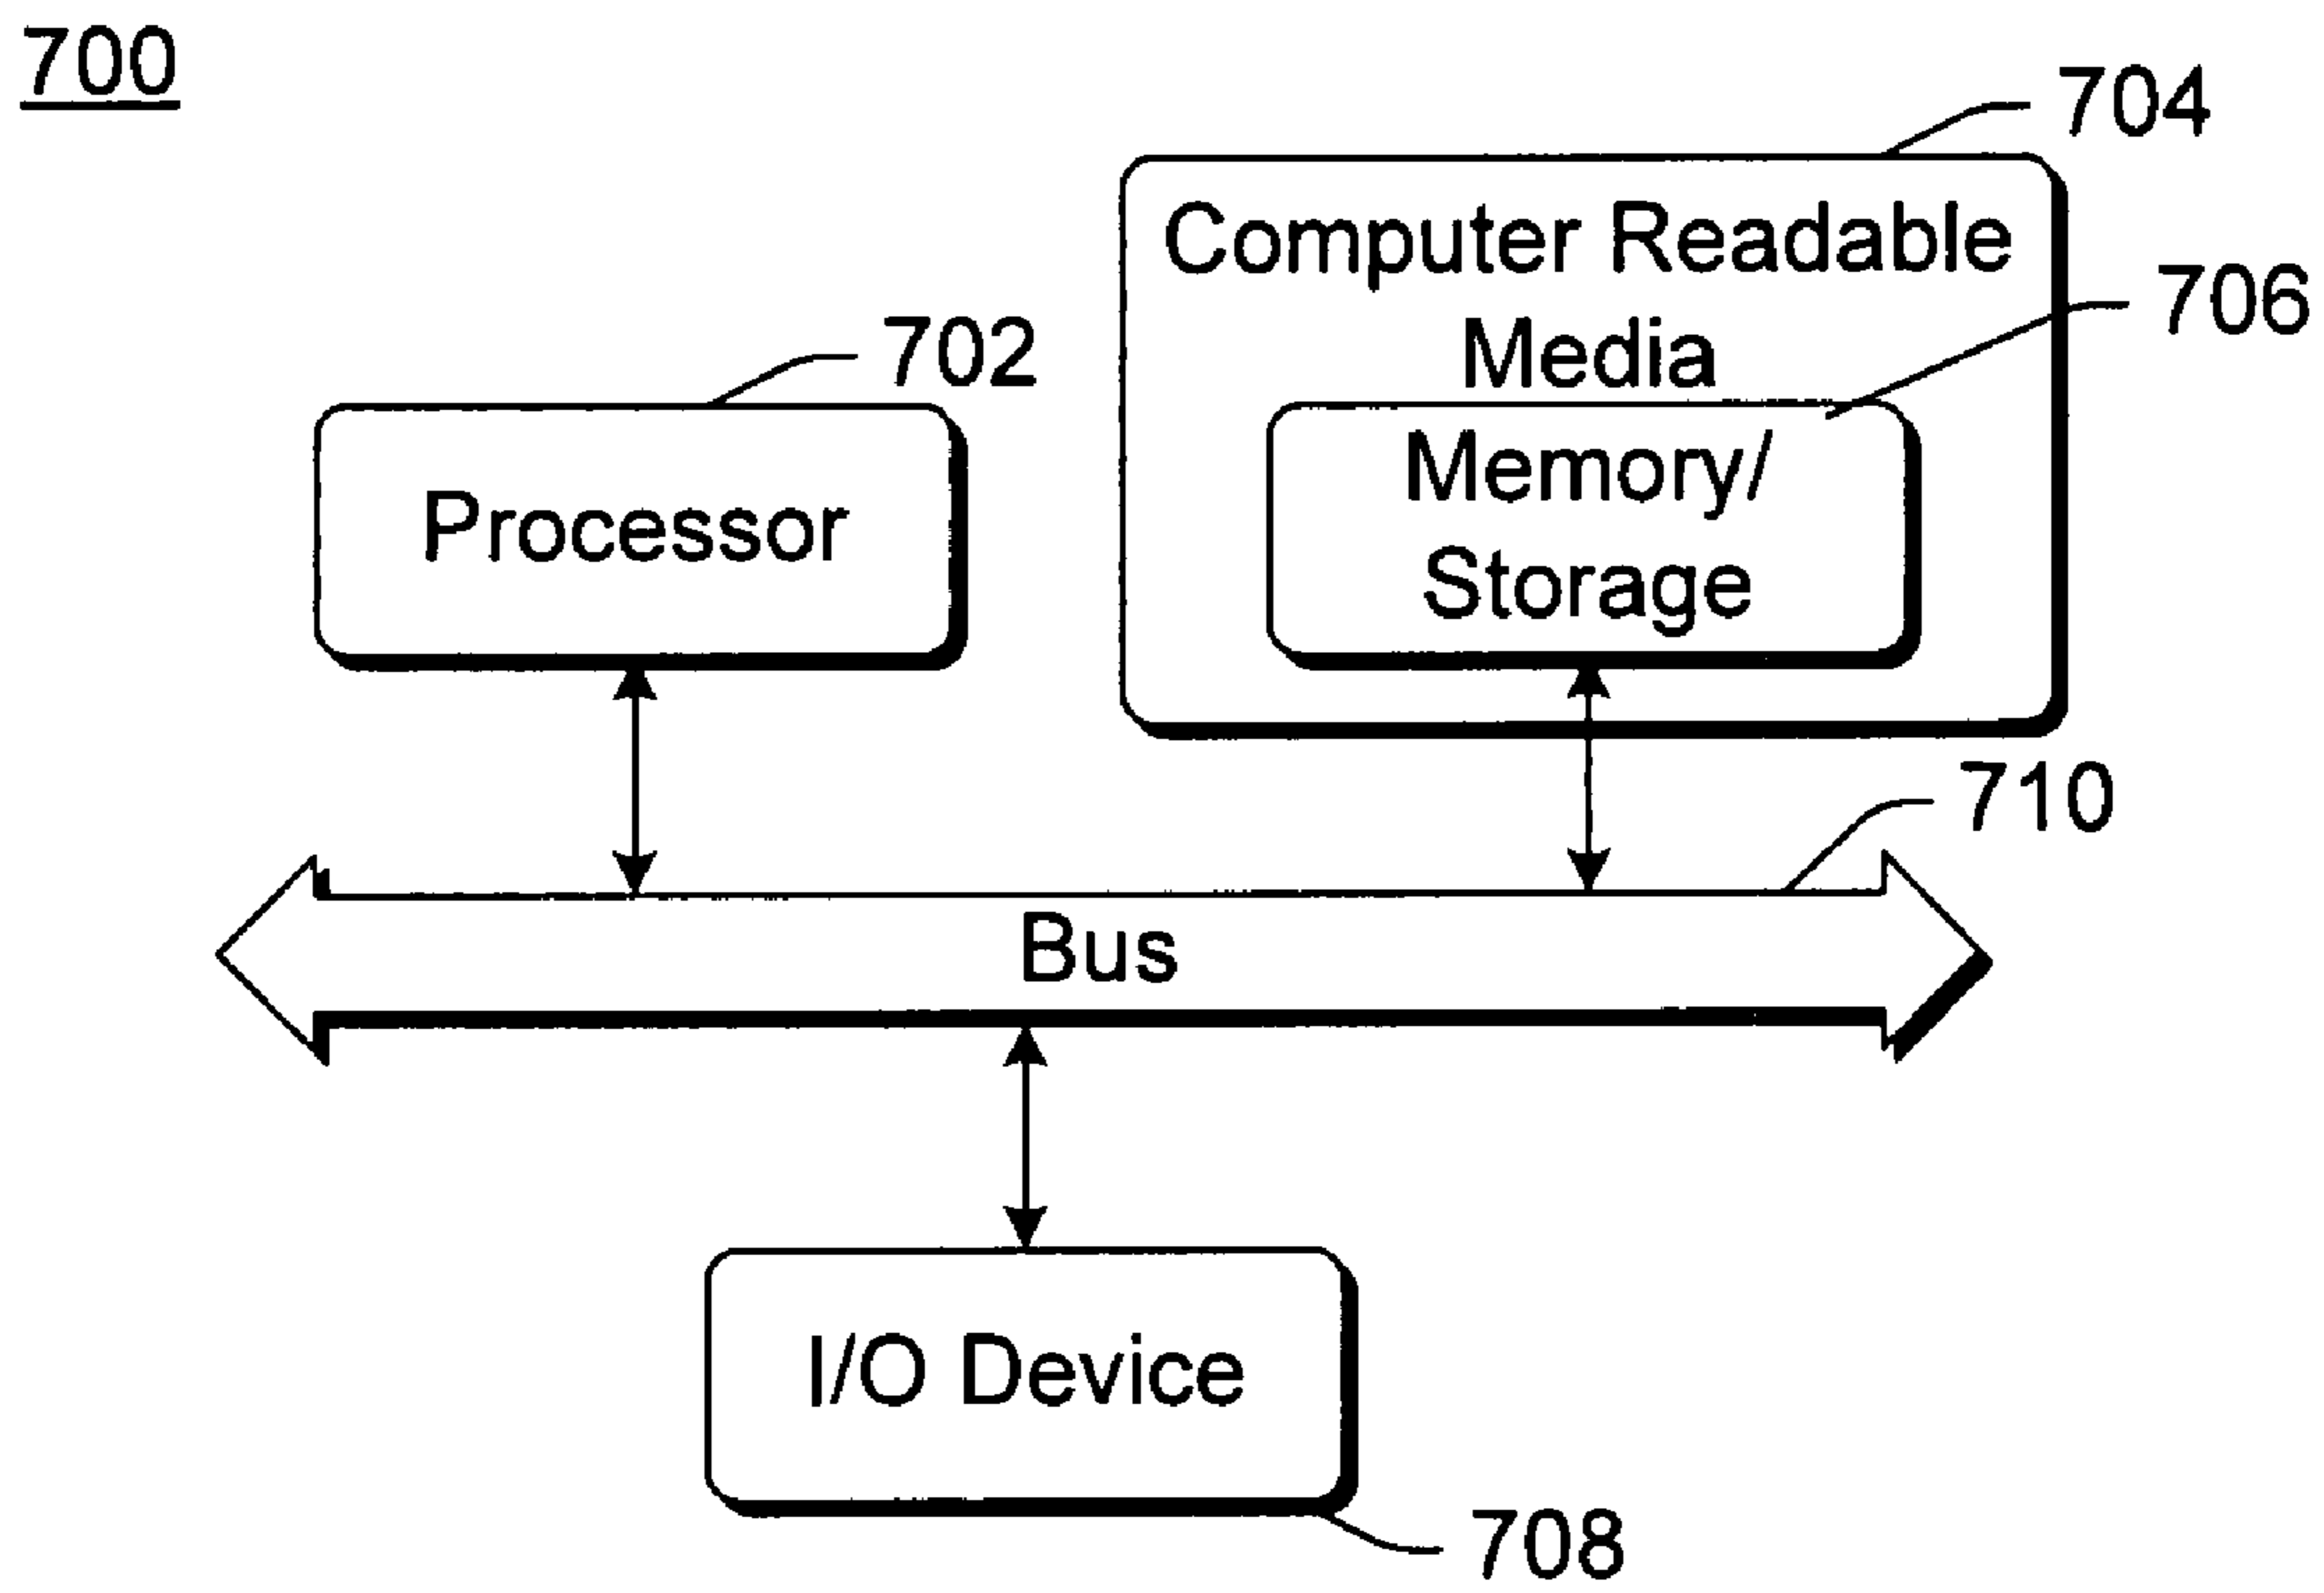 700
704
Computer Readable
Media
706
702
Memory/
Storage
Processor
710
Bus
I/O Device
708